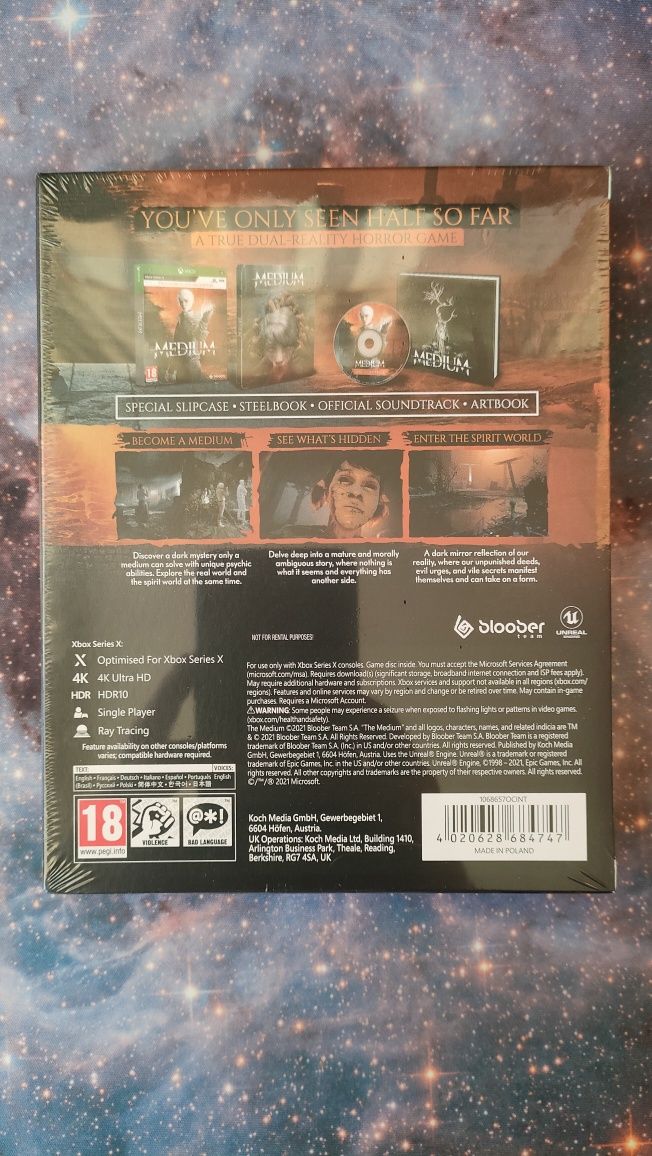 YOU'VE ONLY SEEN HALF SO FAR
A TRUE DUAL-REALITY HORROR GAME
XBOX
MEDIUM
MEDIUM
MEDIUM
MEDIUM
MEDIUM
18
SPECIAL SLIPCASE • STEELBOOK • OFFICIAL SOUNDTRACK • ARTBOOK
BECOME A MEDIUM
SEE WHAT'S HIDDEN
ENTER THE SPIRIT WORLD
Discover a dark mystery only a
medium can solve with unique psychic
abilities. Explore the real world and
the spirit world at the same time.
Delve deep into a mature and morally
ambiguous story, where nothing is
what it seems and everything has
another side.
A dark mirror reflection of our
reality, where our unpunished deeds,
evil urges, and vile secrets manifest
themselves and can take on a form.
bloober
team
UNREAL
Xbox Series X:
X Optimised For Xbox Series X
4K 4K Ultra HD
HDR HDR10
Single Player
Ray Tracing
Feature availability on other consoles/platforms
varies; compatible hardware required.
NOT FOR RENTAL PURPOSES!
For use only with Xbox Series X consoles. Game disc inside. You must accept the Microsoft Services Agreement
(microsoft.com/msa). Requires download(s) (significant storage, broadband internet connection and ISP fees apply).
May require additional hardware and subscriptions. Xbox services and support not available in all regions (xbox.com/
regions). Features and online services may vary by region and change or be retired over time. May contain in-game
purchases. Requires a Microsoft Account.
⚠WARNING: Some people may experience a seizure when exposed to flashing lights or patterns in video games.
(xbox.com/healthandsafety).
The Medium ©2021 Bloober Team S.A. "The Medium" and all logos, characters, names, and related indicia are TM
& © 2021 Bloober Team S.A. All Rights Reserved. Developed by Bloober Team S.A. Bloober Team is a registered
trademark of Bloober Team S.A. (Inc.) in US and/or other countries. All rights reserved. Published by Koch Media
GmbH, Gewerbegebiet 1, 6604 Höfen, Austria. Uses the Unreal® Engine. Unreal® is a trademark or registered
trademark of Epic Games, Inc. in the US and/or other countries. Unreal® Engine, ©1998 – 2021, Epic Games, Inc. All
rights reserved. All other copyrights and trademarks are the property of their respective owners. All rights reserved.
©/™/® 2021 Microsoft.
TEXT:
VOICES:
English • Français • Deutsch • Italiano • Español • Português
(Brasil) • Русский • Polski • 简体中文 • 한국어 • 日本語
English
18
www.pegi.info
VIOLENCE
@*!
BAD LANGUAGE
Koch Media GmbH, Gewerbegebiet 1,
6604 Höfen, Austria.
UK Operations: Koch Media Ltd, Building 1410,
Arlington Business Park, Theale, Reading,
Berkshire, RG7 4SA, UK
1068657OCINT
4 020628 684747
MADE IN POLAND